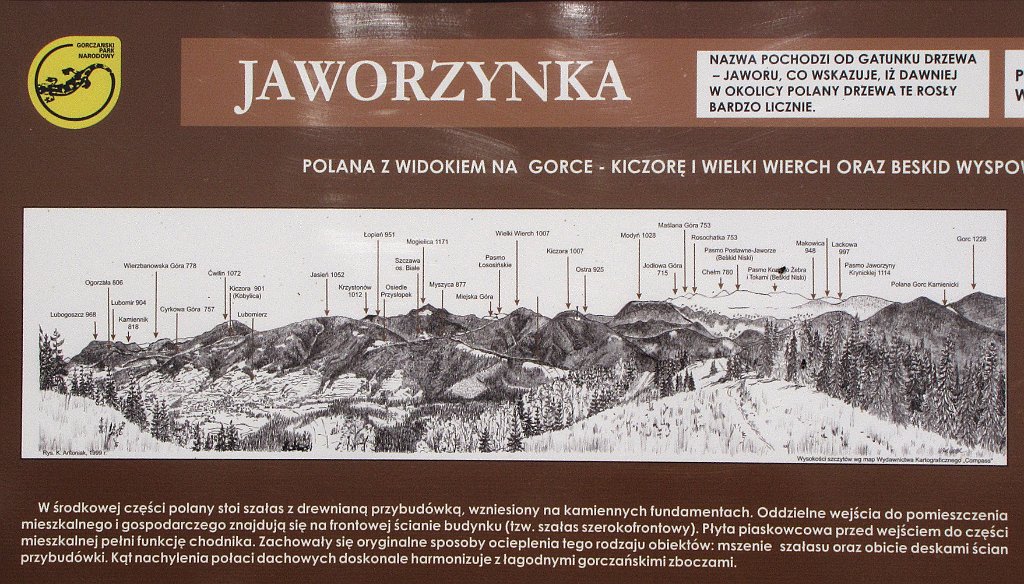 GORCZAŃSKI
PARK
NARODOWY
JAWORZYNKA
NAZWA POCHODZI OD GATUNKU DRZEWA
– JAWORU, CO WSKAZUJE, IŻ DAWNIEJ
W OKOLICY POLANY DRZEWA TE ROSŁY
BARDZO LICZNIE.
P
W
POLANA Z WIDOKIEM NA GORCE - KICZORĘ I WIELKI WIERCH ORAZ BESKID WYSPOW
Lubogoszcz 968
Ogorzała 806
Lubomir 904
Kamiennik
818
Wierzbanowska Góra 778
Cyrkowa Góra 757
Ćwilin 1072
Kiczora 901
(Kobylica)
Lubomierz
Jasień 1052
Krzystonów
1012
Łopień 951
Osiedle
Przysłopek
Szczawa
os. Białe
Mogielica 1171
Myszyca 877
Miejska Góra
Pasmo
Łososińskie
Wielki Wierch 1007
Kiczora 1007
Ostra 925
Modyń 1028
Jodłowa Góra
715
Maślana Góra 753
Rosochatka 753
Chełm 780
Pasmo Postawne-Jaworze
(Beskid Niski)
Pasmo Ko Żebra
i Tokarni (Beskid Niski)
Makowica
948
Lackowa
997
Pasmo Jaworzyny
Krynickiej 1114
Polana Gorc Kamienicki
Gorc 1228
Rys. K. Antoniak, 1999 r.
Wysokości szczytów wg map Wydawnictwa Kartograficznego „Compass"
W środkowej części polany stoi szałas z drewnianą przybudówką, wzniesiony na kamiennych fundamentach. Oddzielne wejścia do pomieszczenia
mieszkalnego i gospodarczego znajdują się na frontowej ścianie budynku (tzw. szałas szerokofrontowy). Płyta piaskowcowa przed wejściem do części
mieszkalnej pełni funkcję chodnika. Zachowały się oryginalne sposoby ocieplenia tego rodzaju obiektów: mszenie szałasu oraz obicie deskami ścian
przybudówki. Kąt nachylenia połaci dachowych doskonale harmonizuje z łagodnymi gorczańskimi zboczami.